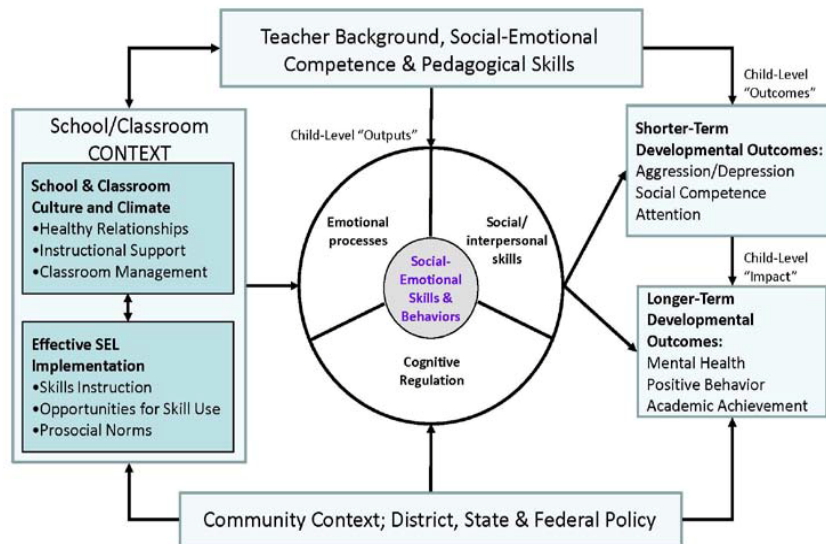 Teacher Background, Social-Emotional
Competence & Pedagogical Skills
Child-Level
"Outcomes"
School/Classroom
CONTEXT
School & Classroom
Culture and Climate
•Healthy Relationships
•Instructional Support
•Classroom Management
Effective SEL
Implementation
•Skills Instruction
•Opportunities for Skill Use
•Prosocial Norms
Child-Level "Outputs"
Emotional
processes
Social/
interpersonal
skills
Social-
Emotional
Skills &
Behaviors
Cognitive
Regulation
Shorter-Term
Developmental Outcomes:
Aggression/Depression
Social Competence
Attention
Child-Level
"Impact"
Longer-Term
Developmental
Outcomes:
Mental Health
Positive Behavior
Academic Achievement
Community Context; District, State & Federal Policy